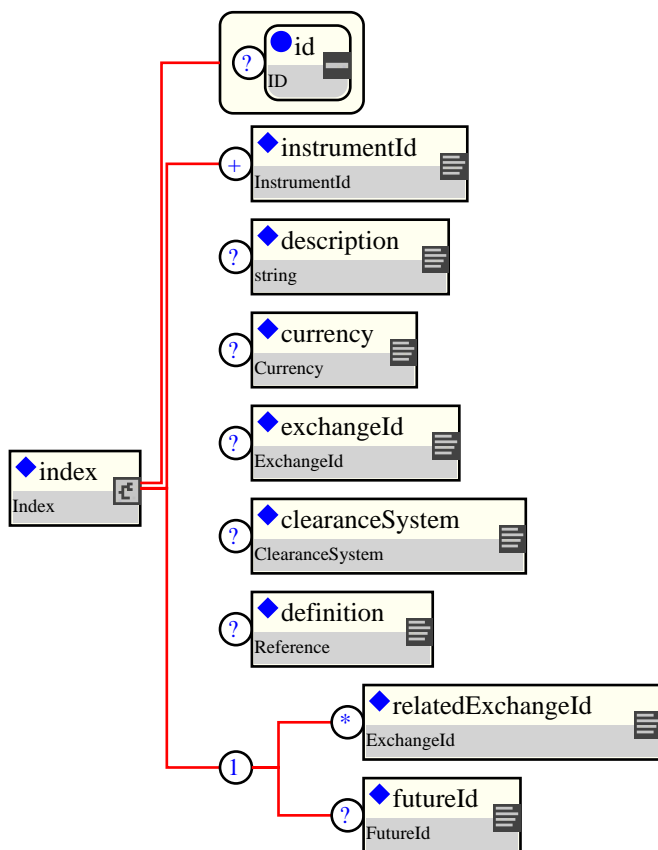 id
?
ID
instrumentId
+
InstrumentId
description
?
string
currency
?
Currency
exchangeId
?
ExchangeId
index
Index
clearanceSystem
?
ClearanceSystem
definition
?
Reference
relatedExchangeId
*
ExchangeId
1
futureId
?
FutureId